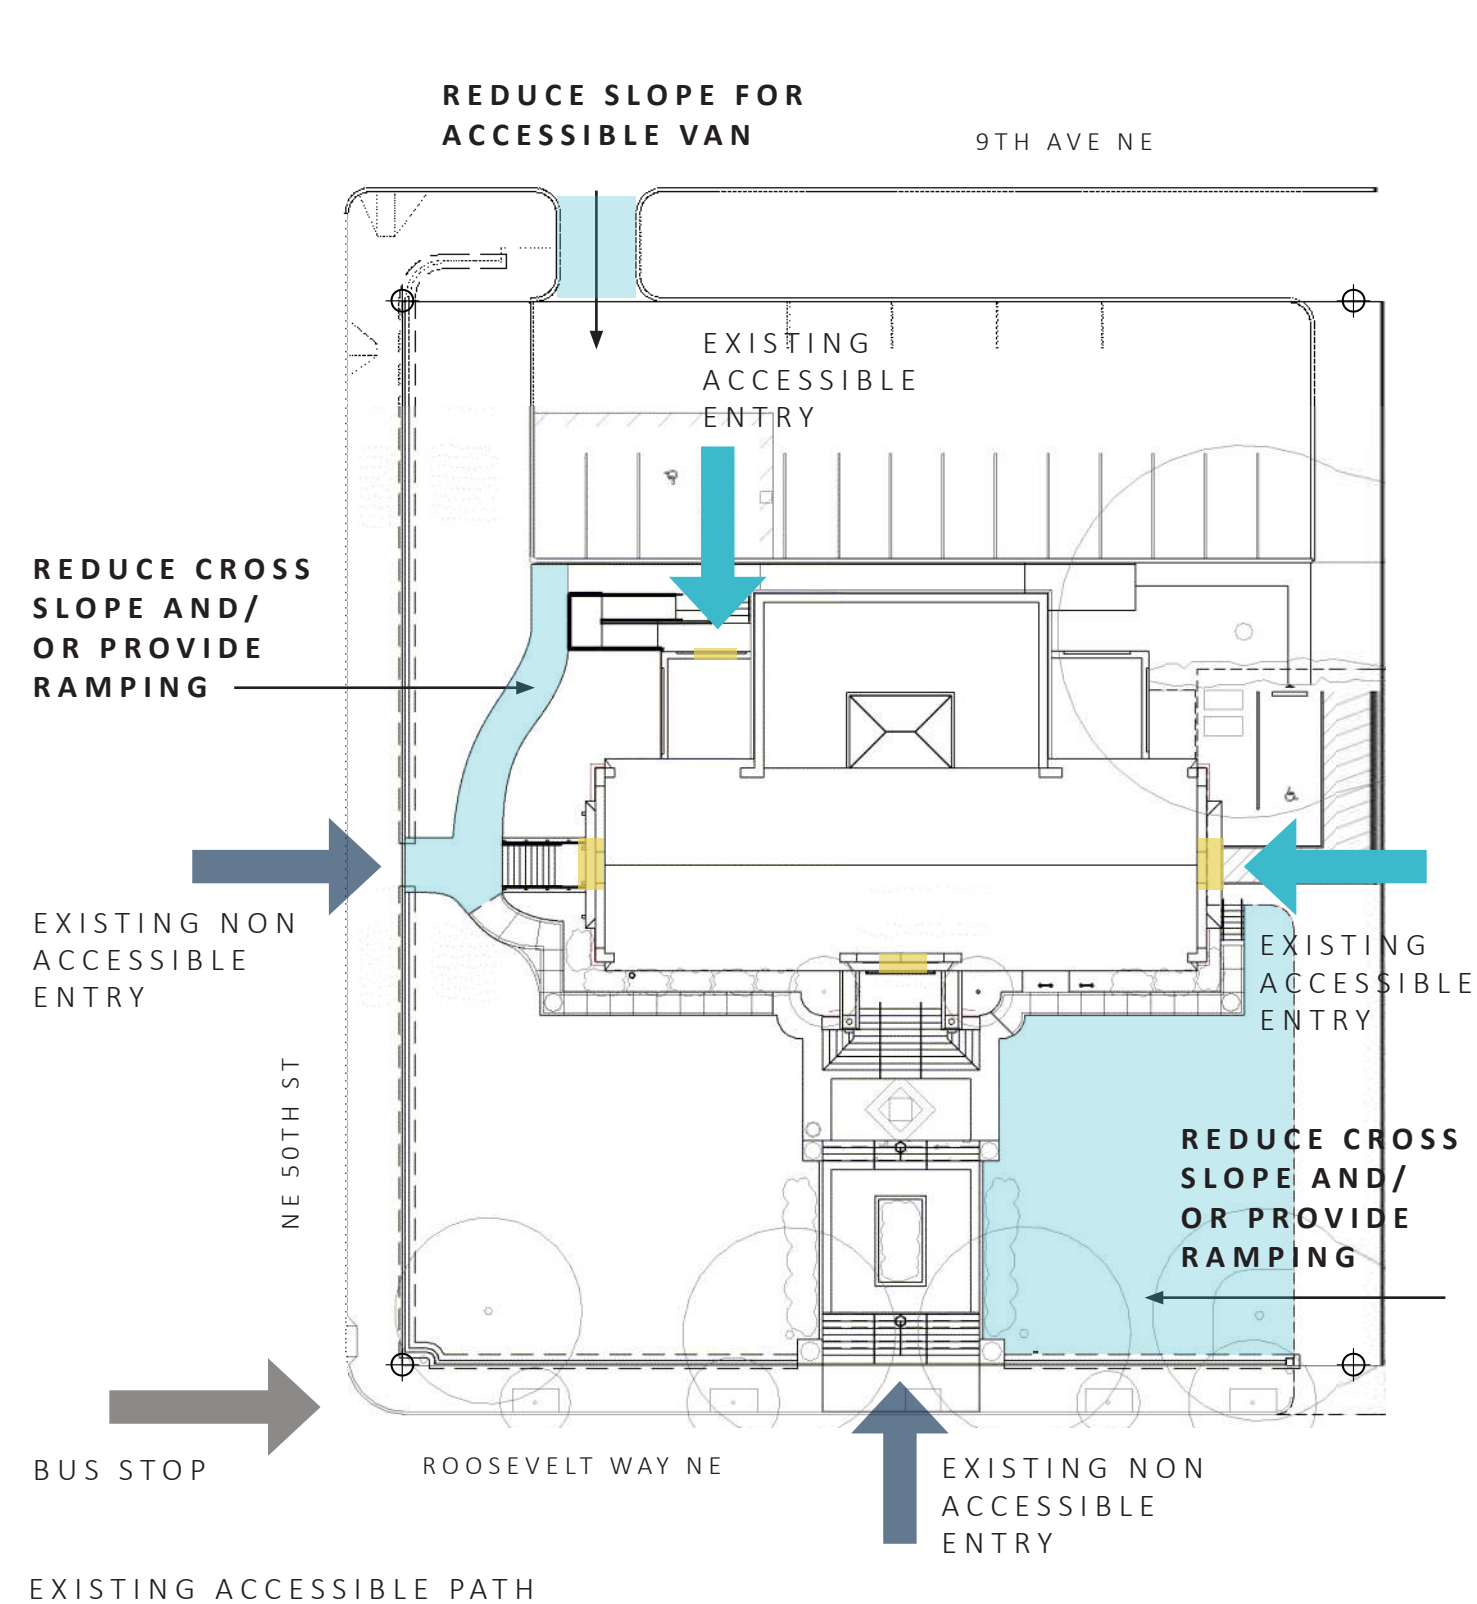 REDUCE SLOPE FOR
ACCESSIBLE VAN
9TH AVE NE
EXISTING
ACCESSIBLE
ENTRY
REDUCE CROSS
SLOPE AND/
OR PROVIDE
RAMPING
EXISTING NON
ACCESSIBLE
ENTRY
EXISTING
ACCESSIBLE
ENTRY
NE 50TH ST
REDUCE CROSS
SLOPE AND/
OR PROVIDE
RAMPING
BUS STOP
ROOSEVELT WAY NE
EXISTING NON
ACCESSIBLE
ENTRY
EXISTING ACCESSIBLE PATH